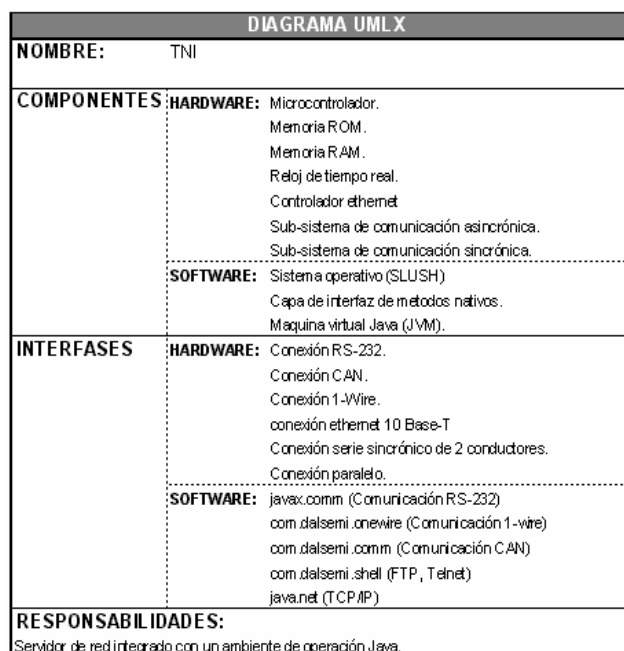 DIAGRAMA UMLX
NOMBRE: TNI
COMPONENTES HARDWARE: Microcontrolador.
Memoria ROM.
Memoria RAM.
Reloj de tiempo real.
Controlador ethernet
Sub-sistema de comunicación asincrónica.
Sub-sistema de comunicación sincrónica.
SOFTWARE: Sistema operativo (SLUSH)
Capa de interfaz de metodos nativos.
Maquina virtual Java (JVM).
INTERFASES HARDWARE: Conexión RS-232.
Conexión CAN.
Conexión 1-Wire.
conexión ethernet 10 Base-T
Conexión serie sincrónico de 2 conductores.
Conexión paralelo.
SOFTWARE: javax.comm (Comunicación RS-232)
com.dalsemi.onewire (Comunicación 1-wire)
com.dalsemi.comm (Comunicación CAN)
com.dalsemi.shell (FTP, Telnet)
java.net (TCP/IP)
RESPONSABILIDADES:
Servidor de red integrado con un ambiente de operación Java.